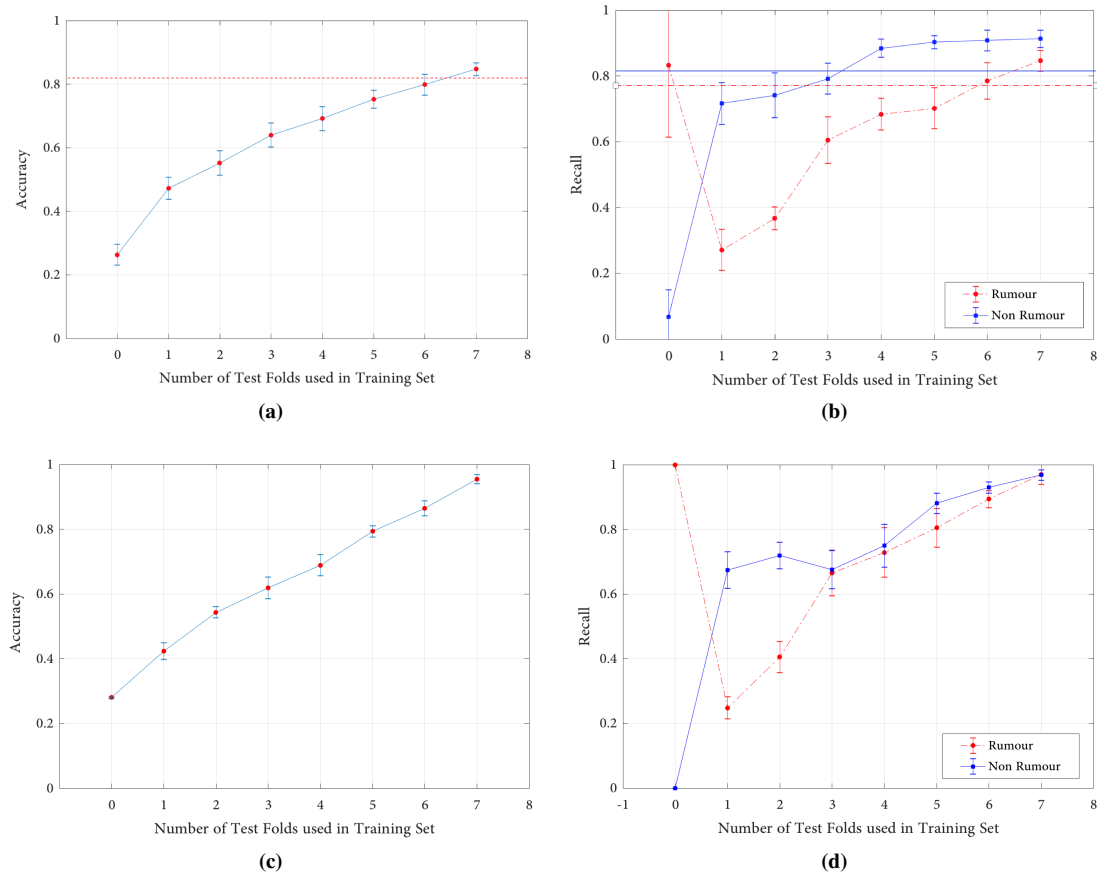 1
0.8
0.6
0.4
0.2
0
Accuracy
0 1 2 3 4 5 6 7 8
Number of Test Folds used in Training Set
(a)
1
0.8
0.6
0.4
0.2
0
Recall
Rumour
Non Rumour
0 1 2 3 4 5 6 7 8
Number of Test Folds used in Training Set
(b)
1
0.8
0.6
0.4
0.2
0
Accuracy
0 1 2 3 4 5 6 7 8
Number of Test Folds used in Training Set
(c)
1
0.8
0.6
0.4
0.2
0
Recall
Rumour
Non Rumour
-1 0 1 2 3 4 5 6 7 8
Number of Test Folds used in Training Set
(d)